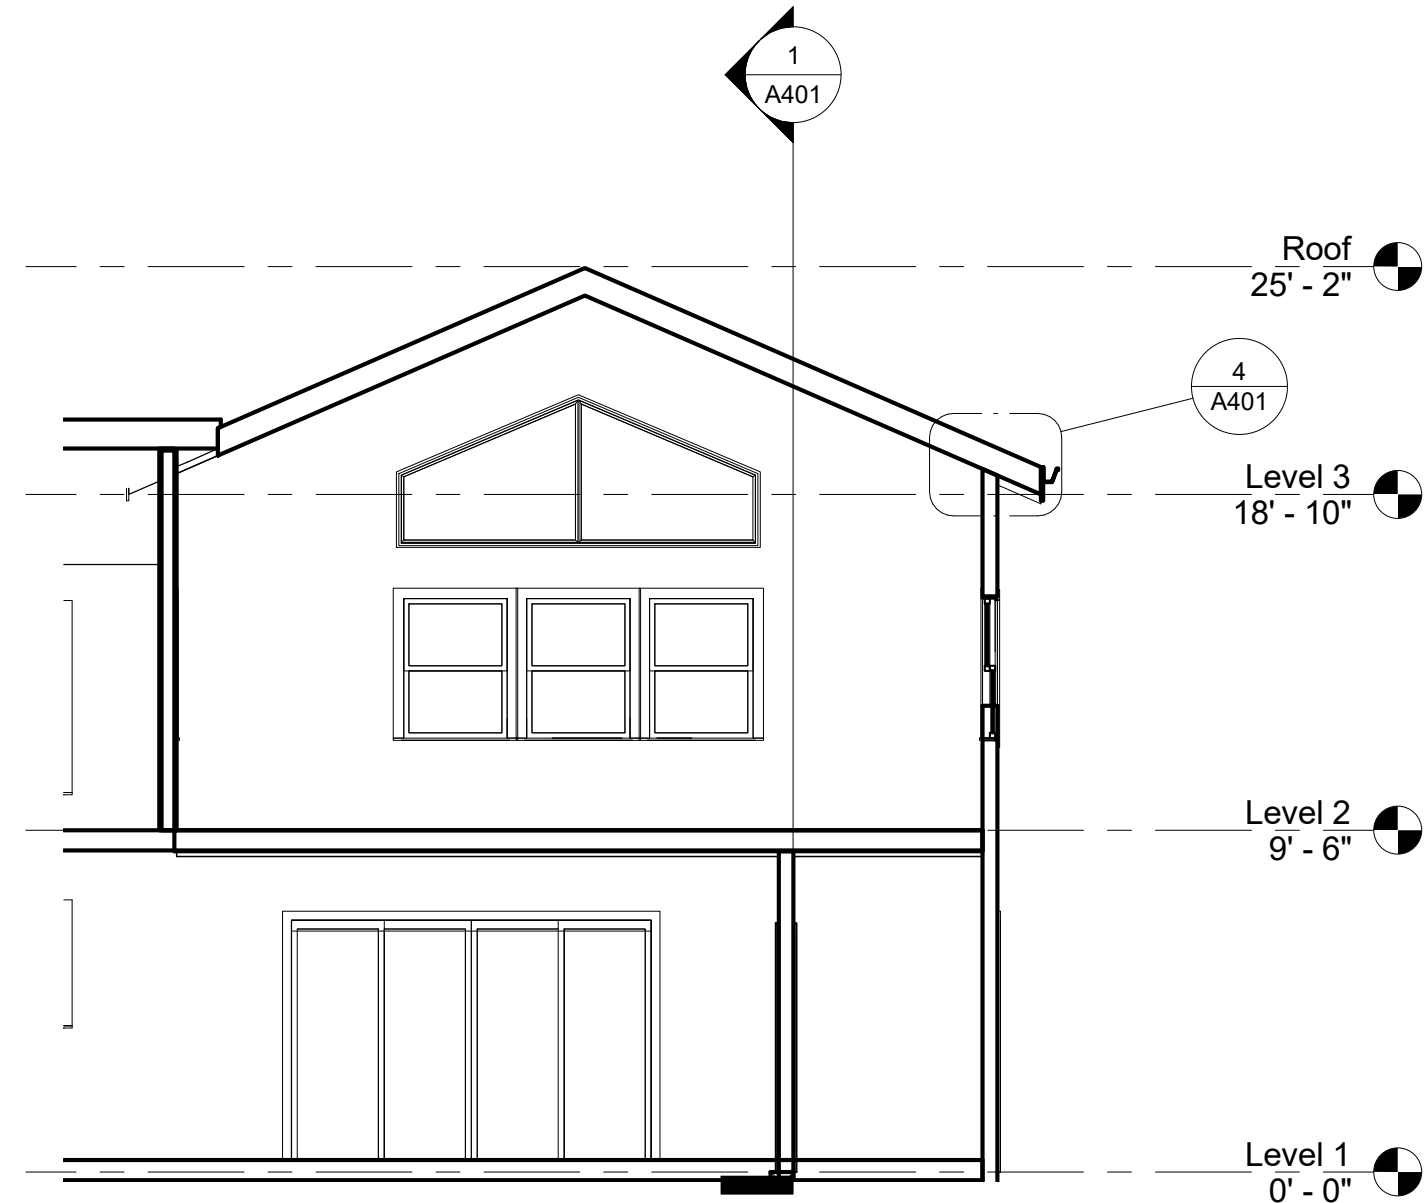 1
A401
Roof
25' - 2"
4
A401
Level 3
18' - 10"
Level 2
9' - 6"
Level 1
0' - 0"